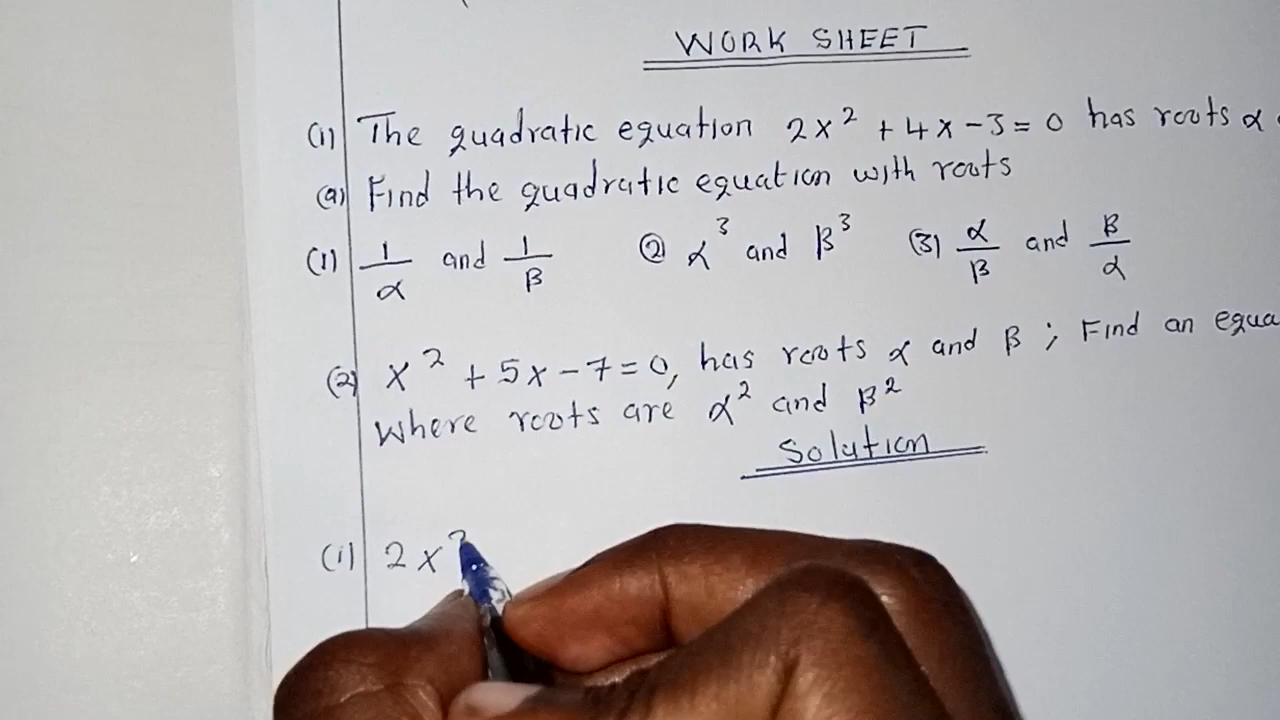 WORK SHEET
(1) The quadratic equation 2x² + 4x - 3 = 0 has roots α
(a) Find the quadratic equation with roots
(1) 1/α and 1/β ② α³ and β³ (3) α/β and β/α
(2) x² + 5x - 7 = 0, has roots α and β ; Find an equa
where roots are α² and β²
Solution
(1) 2x²